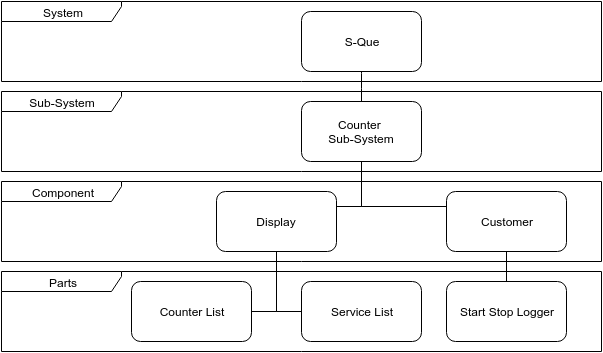 System
S-Que
Sub-System
Counter
Sub-System
Component
Display
Customer
Parts
Counter List
Service List
Start Stop Logger